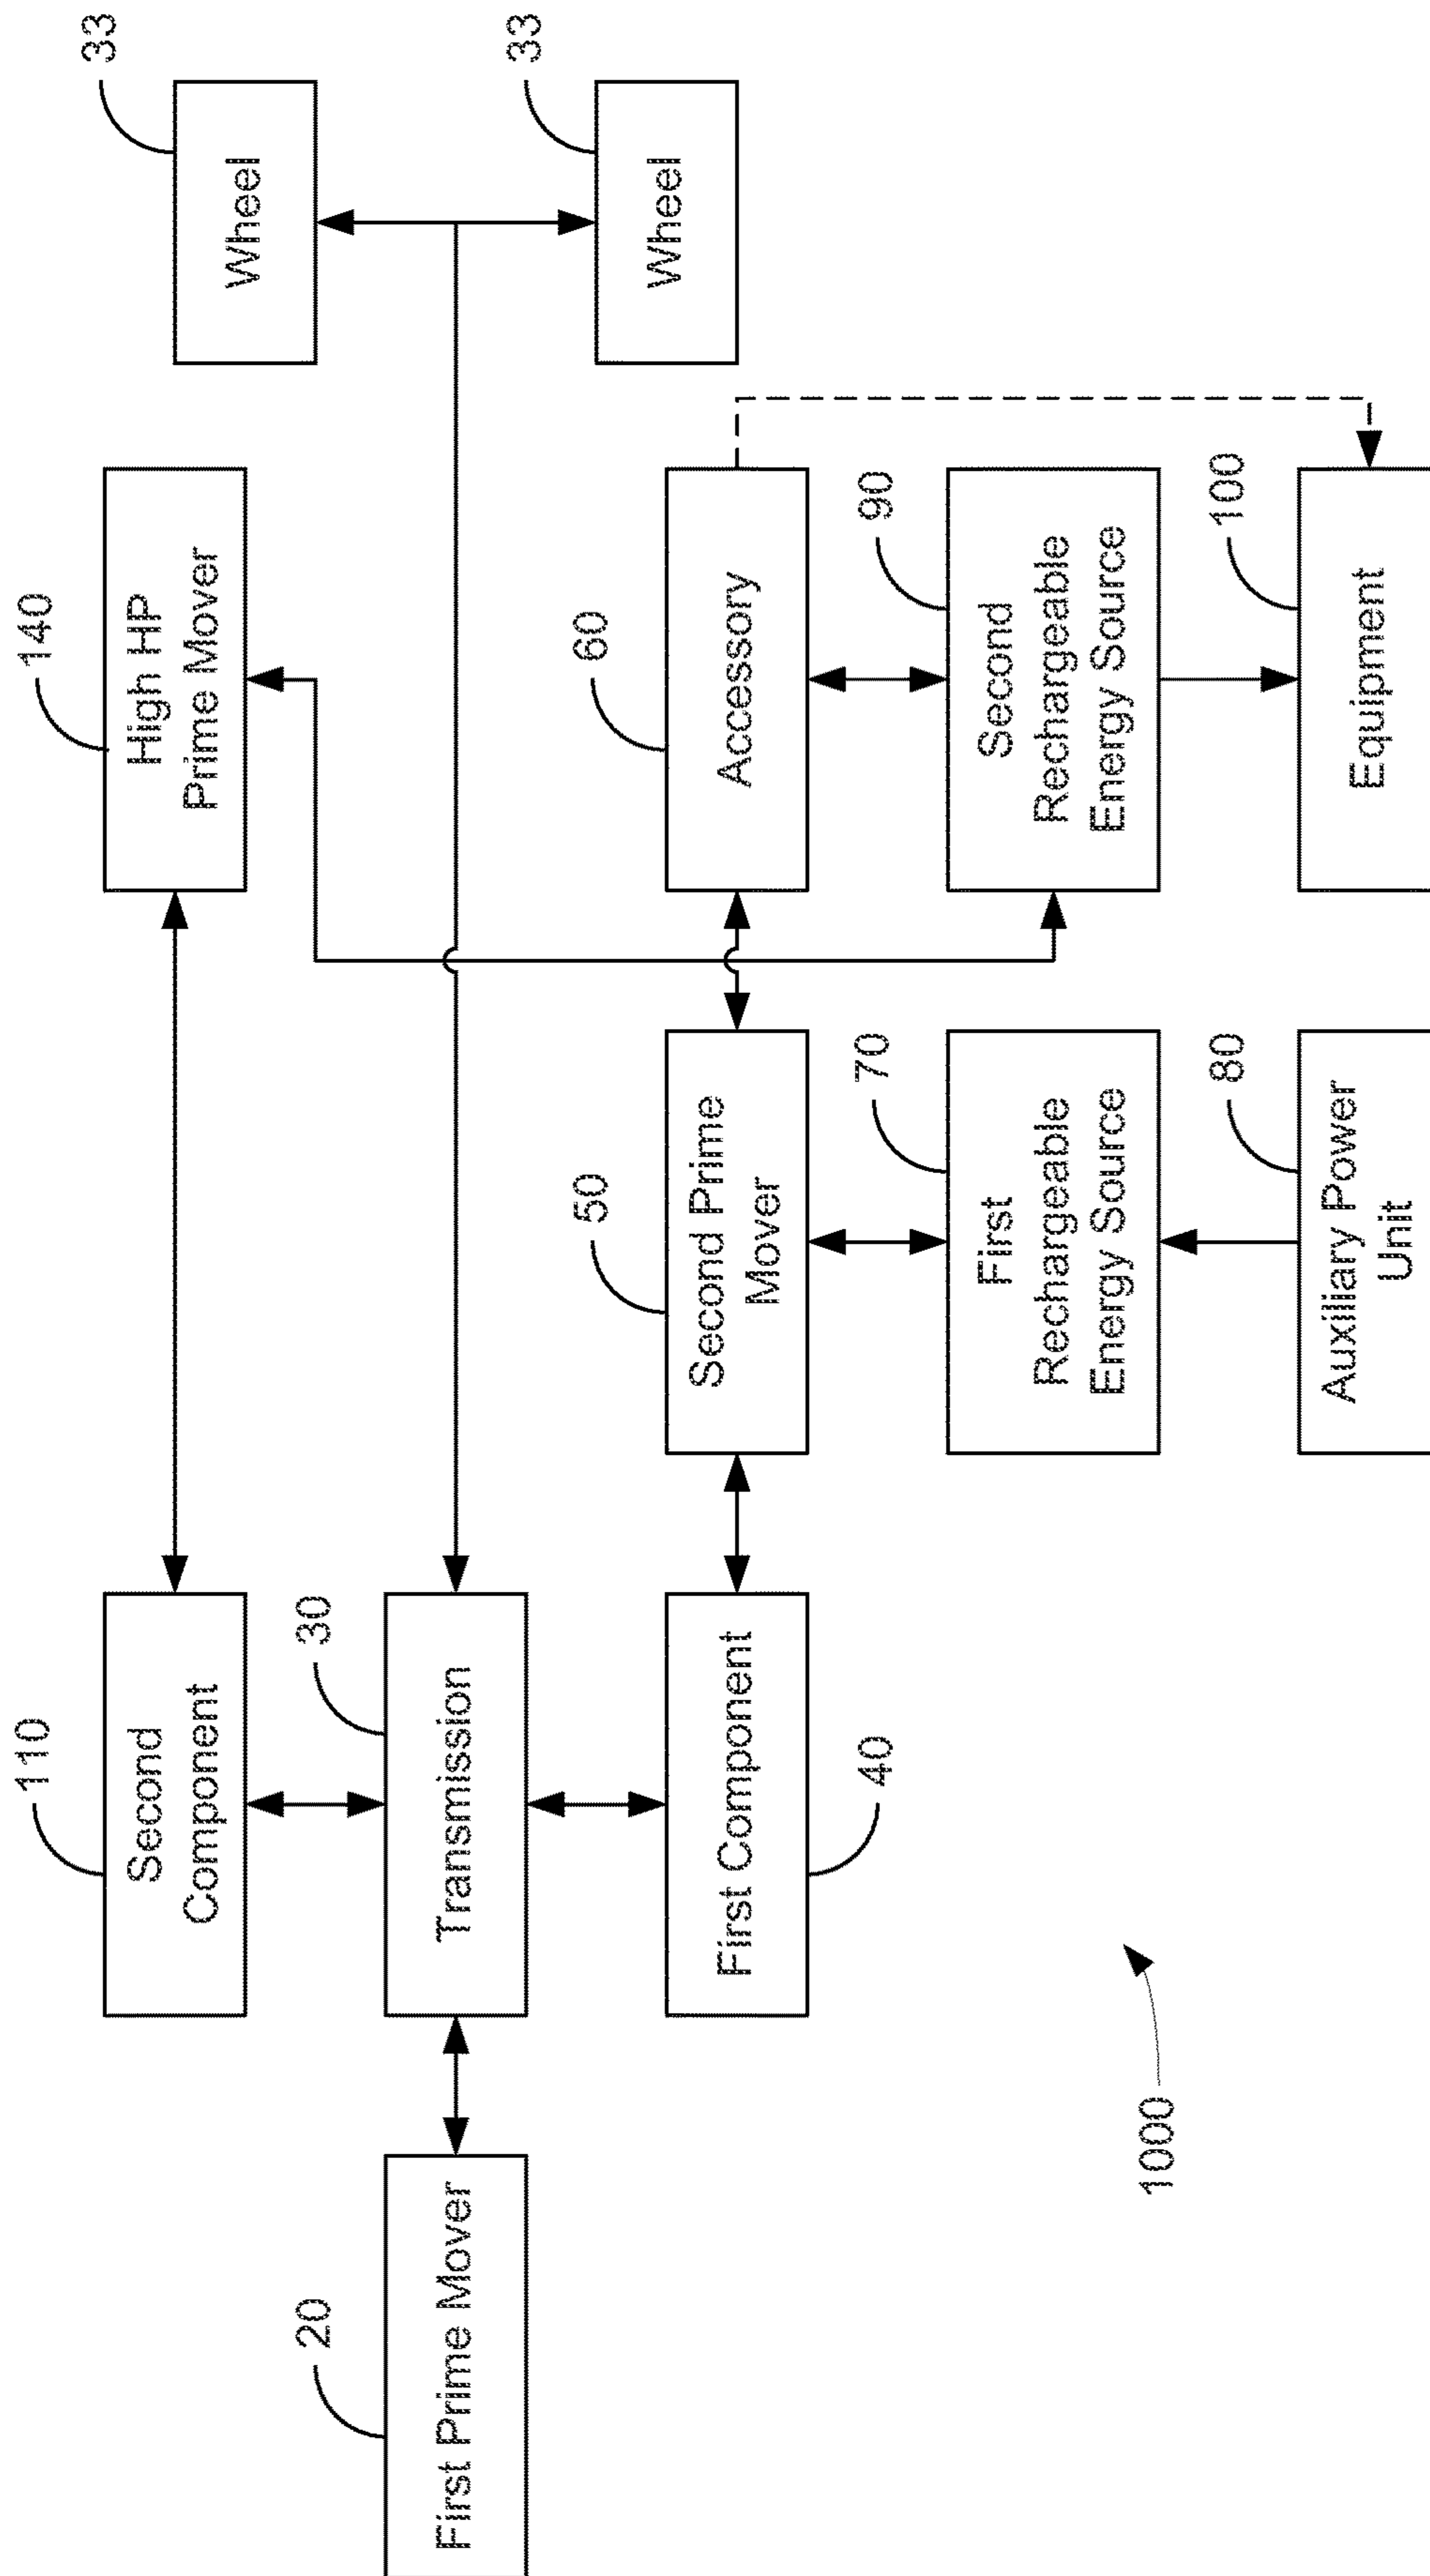 110
Second
Component
140
High HP
Prime Mover
33
Wheel
20
First Prime Mover
30
Transmission
33
Wheel
First Component
40
50
Second Prime
Mover
60
Accessory
70
First
Rechargeable
Energy Source
90
Second
Rechargeable
Energy Source
1000
80
Auxiliary Power
Unit
100
Equipment